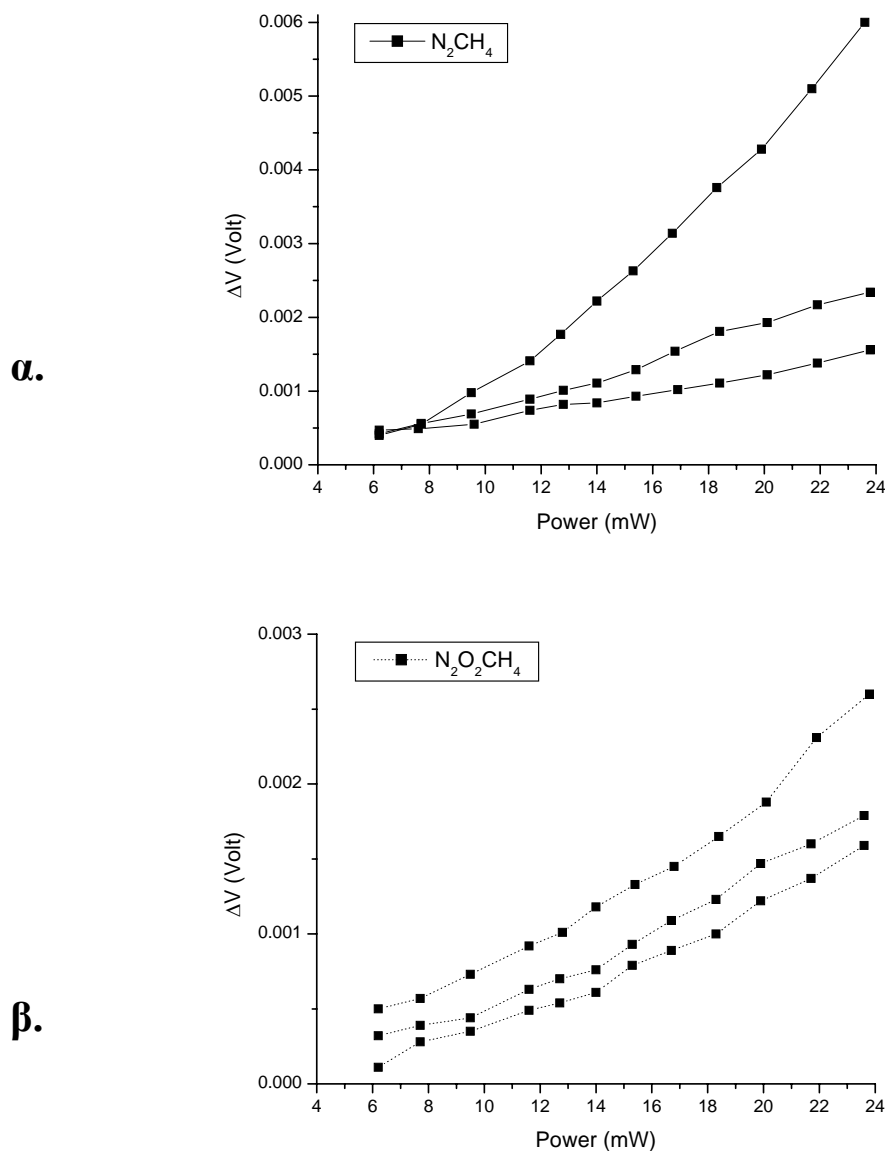 α.
N₂CH₄
0.006
0.005
0.004
0.003
0.002
0.001
0.000
ΔV (Volt)
4 6 8 10 12 14 16 18 20 22 24
Power (mW)
β.
N₂O₂CH₄
0.003
0.002
0.001
0.000
ΔV (Volt)
4 6 8 10 12 14 16 18 20 22 24
Power (mW)